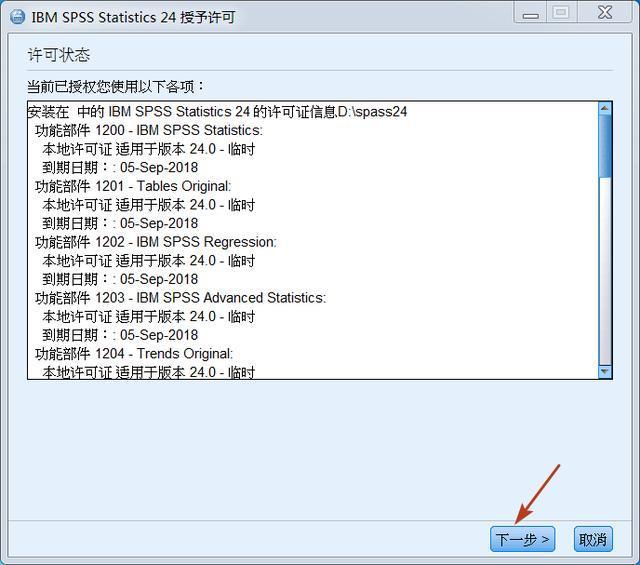 IBM SPSS Statistics 24 授予许可
许可状态
当前已授权您使用以下各项：
安装在 中的 IBM SPSS Statistics 24 的许可证信息D:\spass24
功能部件 1200 - IBM SPSS Statistics:
本地许可证 适用于版本 24.0 - 临时
到期日期：: 05-Sep-2018
功能部件 1201 - Tables Original:
本地许可证 适用于版本 24.0 - 临时
到期日期：: 05-Sep-2018
功能部件 1202 - IBM SPSS Regression:
本地许可证 适用于版本 24.0 - 临时
到期日期：: 05-Sep-2018
功能部件 1203 - IBM SPSS Advanced Statistics:
本地许可证 适用于版本 24.0 - 临时
到期日期：: 05-Sep-2018
功能部件 1204 - Trends Original:
本地许可证 适用于版本 24.0 - 临时
下一步 > 取消